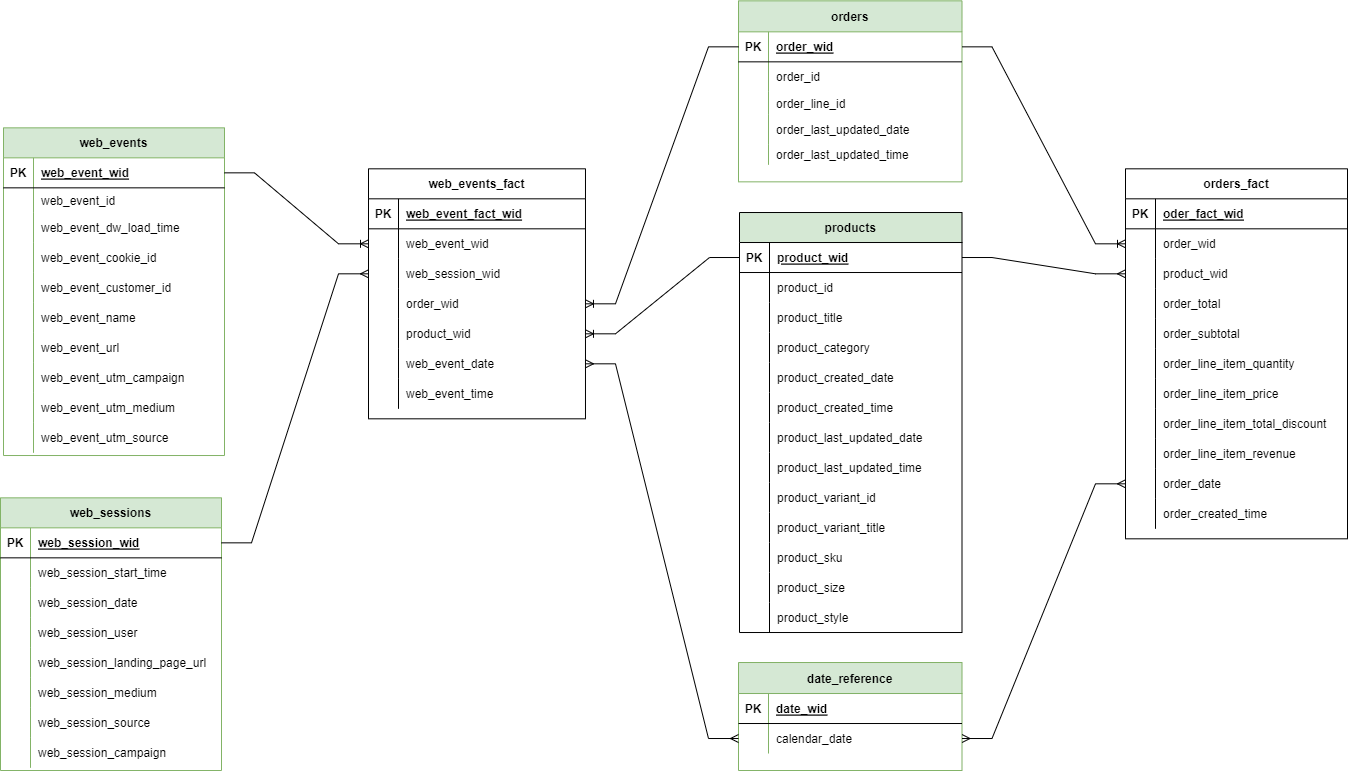 orders
PK order_wid
order_id
order_line_id
order_last_updated_date
order_last_updated_time
web_events
PK web_event_wid
web_event_id
web_event_dw_load_time
web_event_cookie_id
web_event_customer_id
web_event_name
web_event_url
web_event_utm_campaign
web_event_utm_medium
web_event_utm_source
web_events_fact
PK web_event_fact_wid
web_event_wid
web_session_wid
order_wid
product_wid
web_event_date
web_event_time
orders_fact
PK oder_fact_wid
order_wid
product_wid
order_total
order_subtotal
order_line_item_quantity
order_line_item_price
order_line_item_total_discount
order_line_item_revenue
order_date
order_created_time
products
PK product_wid
product_id
product_title
product_category
product_created_date
product_created_time
product_last_updated_date
product_last_updated_time
product_variant_id
product_variant_title
product_sku
product_size
product_style
web_sessions
PK web_session_wid
web_session_start_time
web_session_date
web_session_user
web_session_landing_page_url
web_session_medium
web_session_source
web_session_campaign
date_reference
PK date_wid
calendar_date